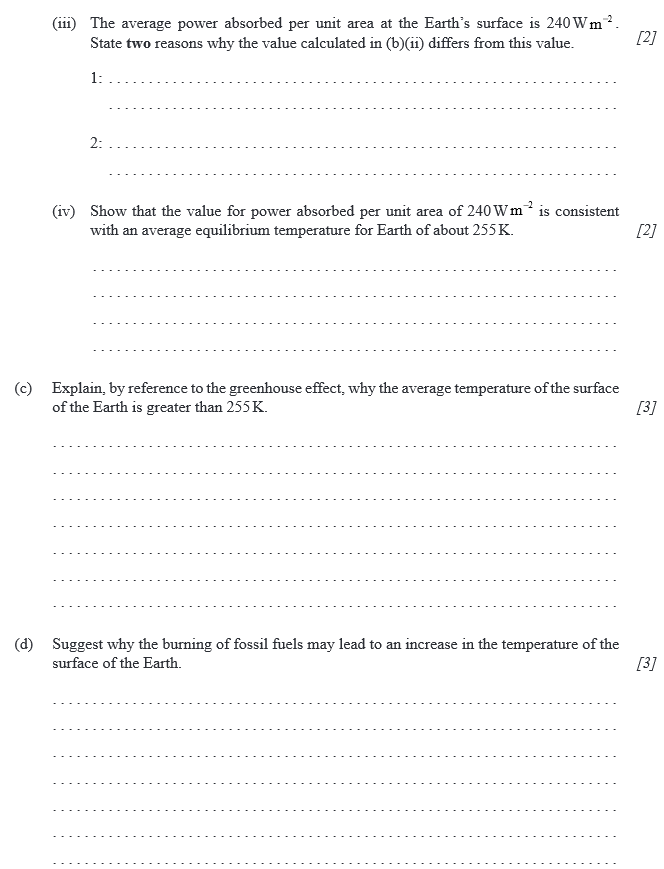 (iii) The average power absorbed per unit area at the Earth's surface is 240 W m⁻².
State two reasons why the value calculated in (b)(ii) differs from this value. [2]
1: . . . . . . . . . . . . . . . . . . . . . . . . . . . . . . . . . . . . . . . .
. . . . . . . . . . . . . . . . . . . . . . . . . . . . . . . . . . . . . . . .
2: . . . . . . . . . . . . . . . . . . . . . . . . . . . . . . . . . . . . . . . .
. . . . . . . . . . . . . . . . . . . . . . . . . . . . . . . . . . . . . . . .
(iv) Show that the value for power absorbed per unit area of 240 W m⁻² is consistent
with an average equilibrium temperature for Earth of about 255 K. [2]
(c) Explain, by reference to the greenhouse effect, why the average temperature of the surface
of the Earth is greater than 255 K. [3]
(d) Suggest why the burning of fossil fuels may lead to an increase in the temperature of the
surface of the Earth. [3]